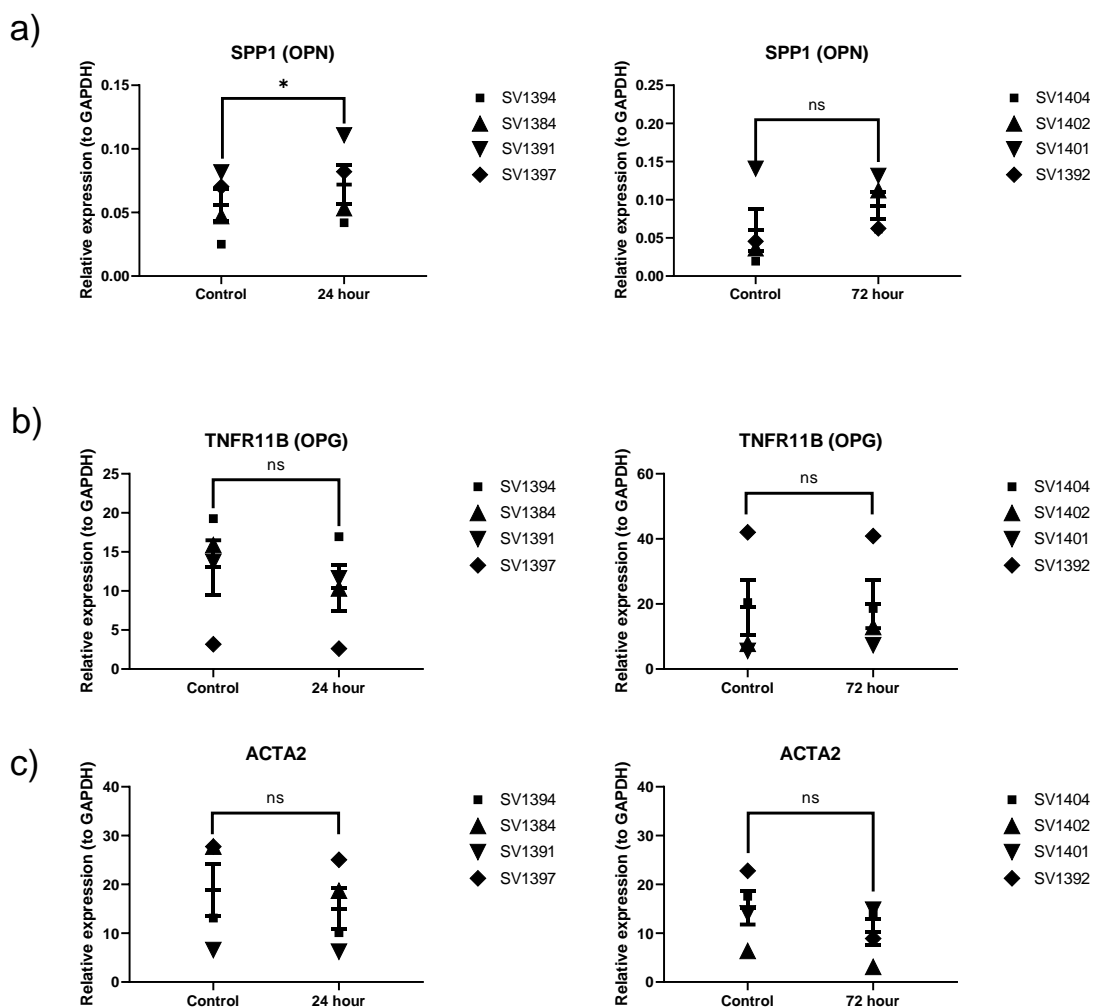 a)
SPP1 (OPN)
Relative expression (to GAPDH)
0.15
0.10
0.05
0.00
*
Control
24 hour
SV1394
SV1384
SV1391
SV1397
SPP1 (OPN)
Relative expression (to GAPDH)
0.25
0.20
0.15
0.10
0.05
0.00
ns
Control
72 hour
SV1404
SV1402
SV1401
SV1392
b)
TNFR11B (OPG)
Relative expression (to GAPDH)
25
20
15
10
5
0
ns
Control
24 hour
SV1394
SV1384
SV1391
SV1397
TNFR11B (OPG)
Relative expression (to GAPDH)
60
40
20
0
ns
Control
72 hour
SV1404
SV1402
SV1401
SV1392
c)
ACTA2
Relative expression (to GAPDH)
40
30
20
10
0
ns
Control
24 hour
SV1394
SV1384
SV1391
SV1397
ACTA2
Relative expression (to GAPDH)
40
30
20
10
0
ns
Control
72 hour
SV1404
SV1402
SV1401
SV1392